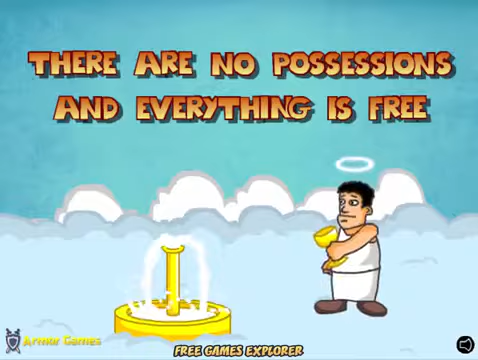 THERE ARE NO POSSESSIONS
AND EVERYTHING IS FREE
Armor Games
FREE GAMES EXPLORER